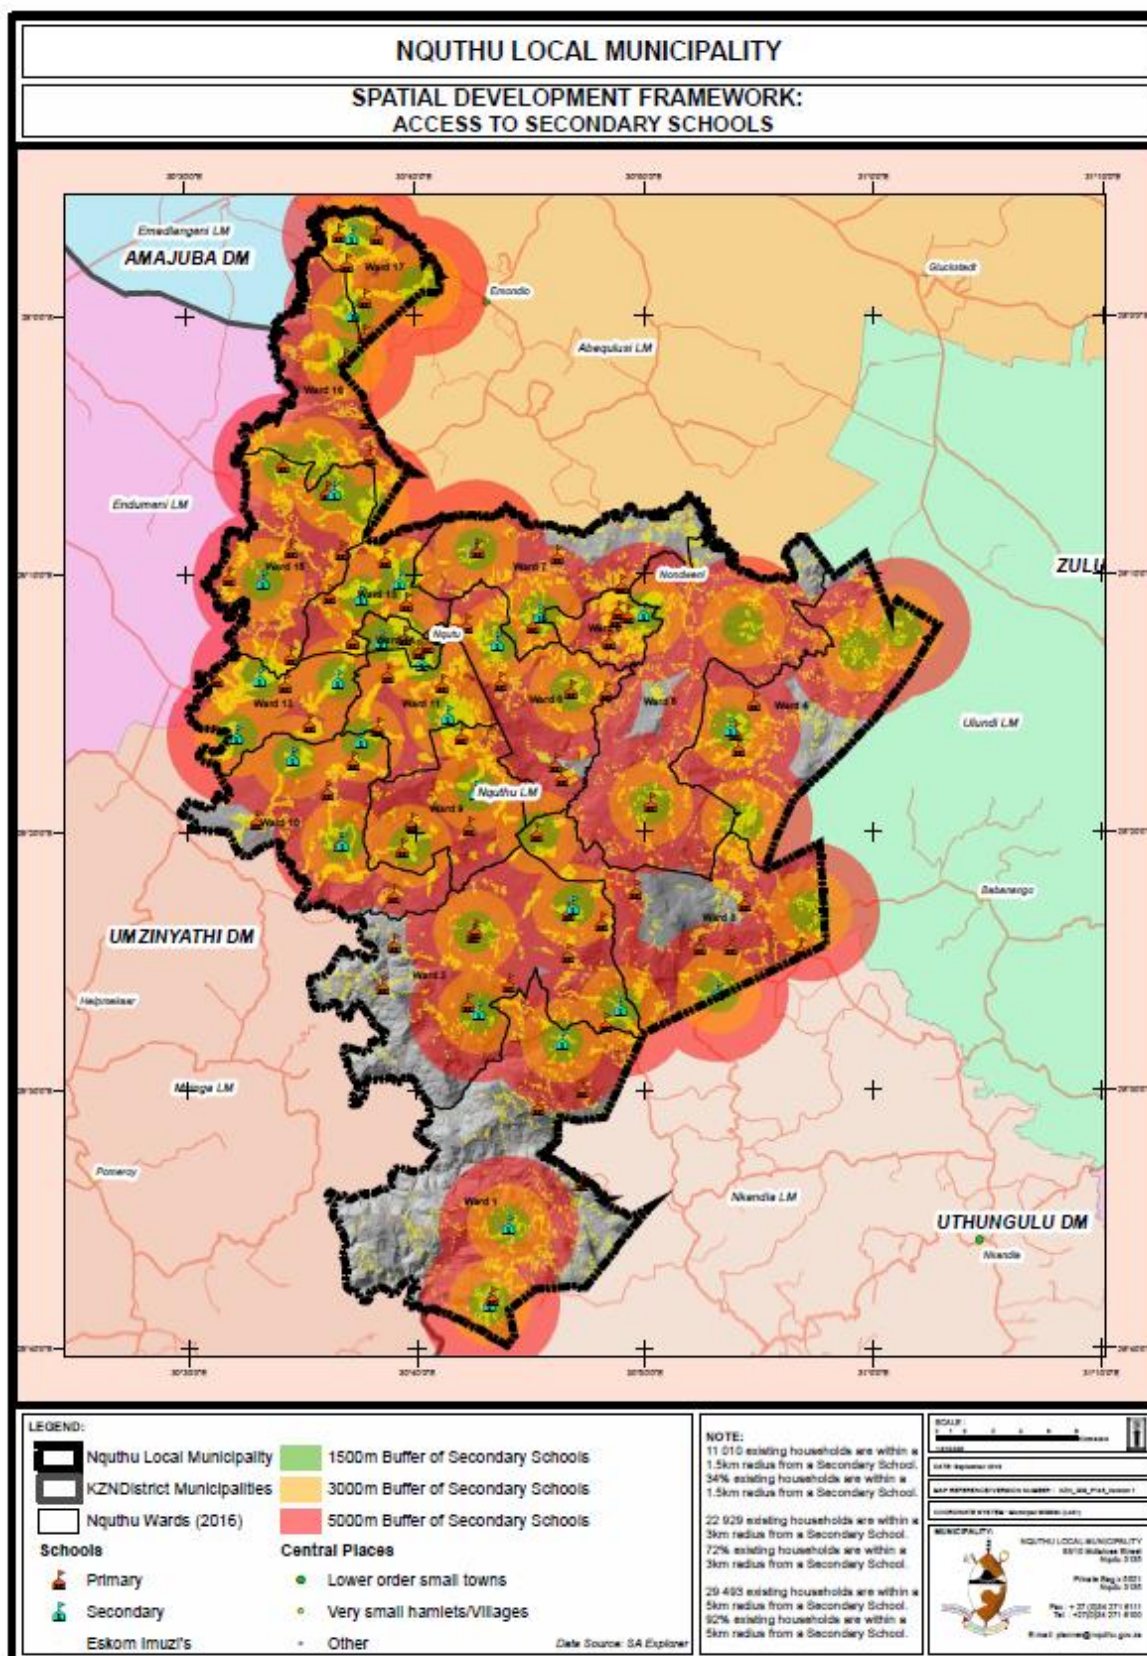 NQUTHU LOCAL MUNICIPALITY
SPATIAL DEVELOPMENT FRAMEWORK:
ACCESS TO SECONDARY SCHOOLS
Emadlangeni LM
AMAJUBA DM
Ward 17
Emondlo
Gluckstadt
Abaqulusi LM
Ward 16
Endumeni LM
Ward 15
Ward 7
Nondweni
ZULU
Ward 13
Nqutu
Ward 12
Ward 11
Ward 5
Ward 4
Ulundi LM
Nquthu LM
Ward 9
Ward 10
Babanango
UMZINYATHI DM
Ward 8
Ward 2
Helpmekaar
Msinga LM
Pomeroy
Ward 1
Nkandla LM
UTHUNGULU DM
Nkandla
LEGEND:
Nquthu Local Municipality
1500m Buffer of Secondary Schools
KZNDistrict Municipalities
3000m Buffer of Secondary Schools
Nquthu Wards (2016)
5000m Buffer of Secondary Schools
Schools
Central Places
Primary
Lower order small towns
Secondary
Very small hamlets/Villages
Eskom Imuzi's
Other
Data Source: SA Explorer
NOTE:
11 010 existing households are within a
1.5km radius from a Secondary School.
34% existing households are within a
1.5km radius from a Secondary School.
22 929 existing households are within a
3km radius from a Secondary School.
72% existing households are within a
3km radius from a Secondary School.
29 493 existing households are within a
5km radius from a Secondary School.
92% existing households are within a
5km radius from a Secondary School.
SCALE:
MUNICIPALITY:
NQUTHU LOCAL MUNICIPALITY